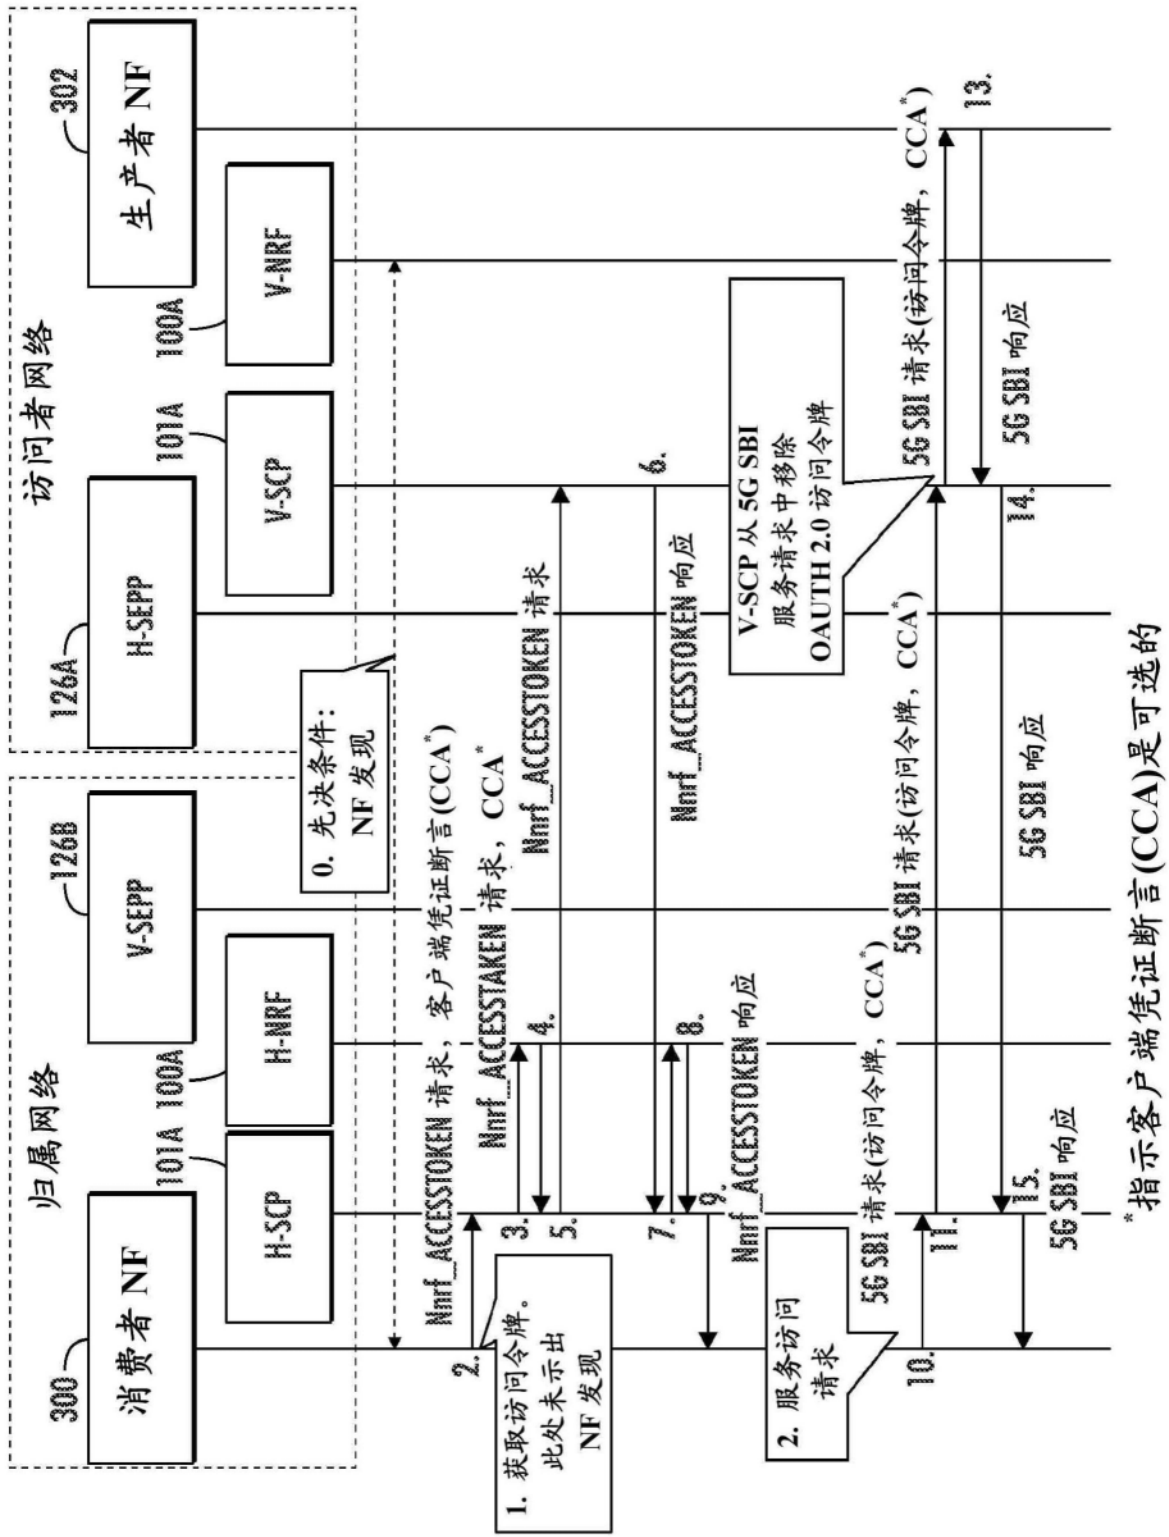 归属网络
访问者网络
300
消费者 NF
101A
H-SCP
100A
H-NRF
126B
V-SEPP
126A
H-SEPP
101A
V-SCP
100A
V-NRF
302
生产者 NF
0. 先决条件:
NF 发现
Nnrf_ACCESSTOKEN 请求, 客户端凭证断言(CCA*)
2.
1. 获取访问令牌。
此处未示出
NF 发现
Nnrf_ACCESSTAKEN 请求, CCA*
3.
4.
Nnrf_ACCESSTOKEN 请求
5.
6.
Nnrf_ACCESSTOKEN 响应
7.
8.
9.
Nnrf_ACCESSTOKEN 响应
2. 服务访问
请求
V-SCP 从 5G SBI
服务请求中移除
OAUTH 2.0 访问令牌
5G SBI 请求(访问令牌, CCA*)
10.
5G SBI 请求(访问令牌, CCA*)
11.
5G SBI 请求(访问令牌, CCA*)
13.
5G SBI 响应
14.
5G SBI 响应
15.
5G SBI 响应
*指示客户端凭证断言(CCA)是可选的